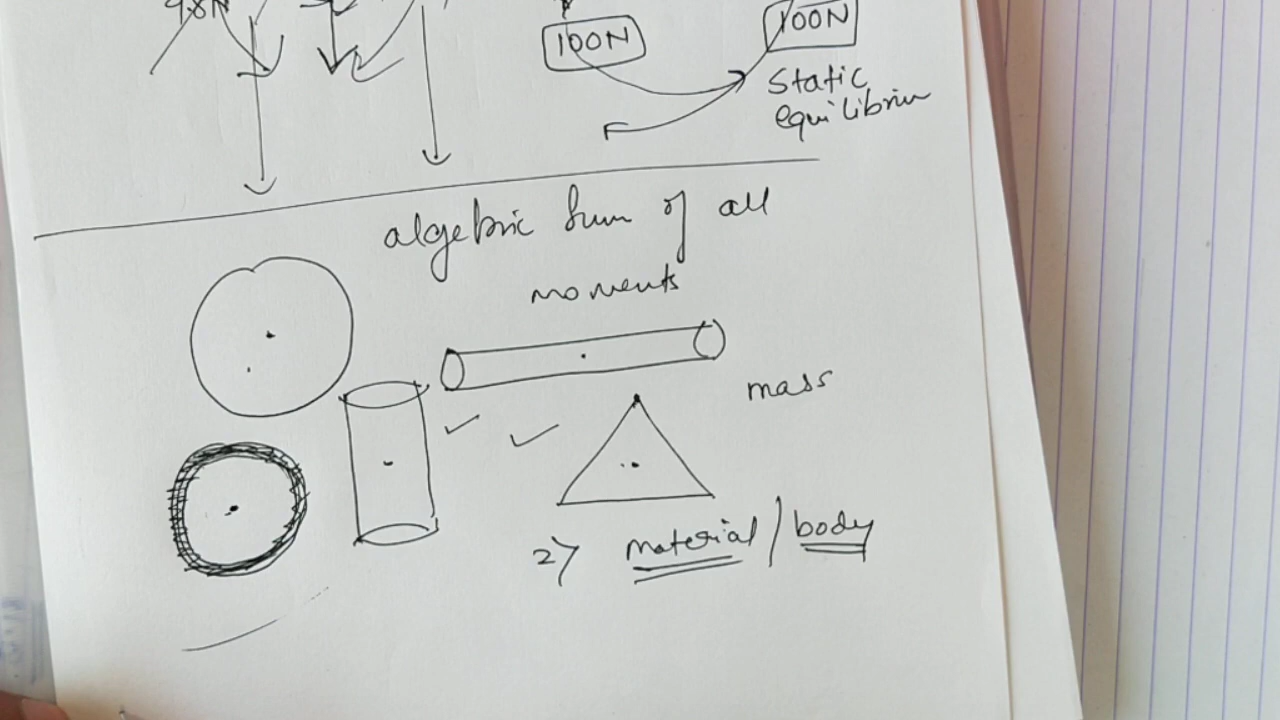 100N
100N
static
equilibrium
algebric sum of all
moments
mass
2) material / body